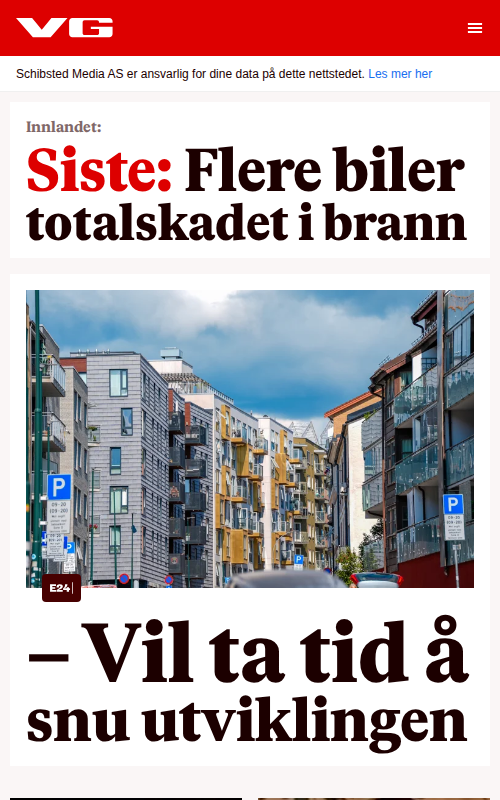 VG
Schibsted Media AS er ansvarlig for dine data på dette nettstedet. Les mer her
Innlandet:
Siste: Flere biler
totalskadet i brann
P
P
P
P
E24
– Vil ta tid å
snu utviklingen